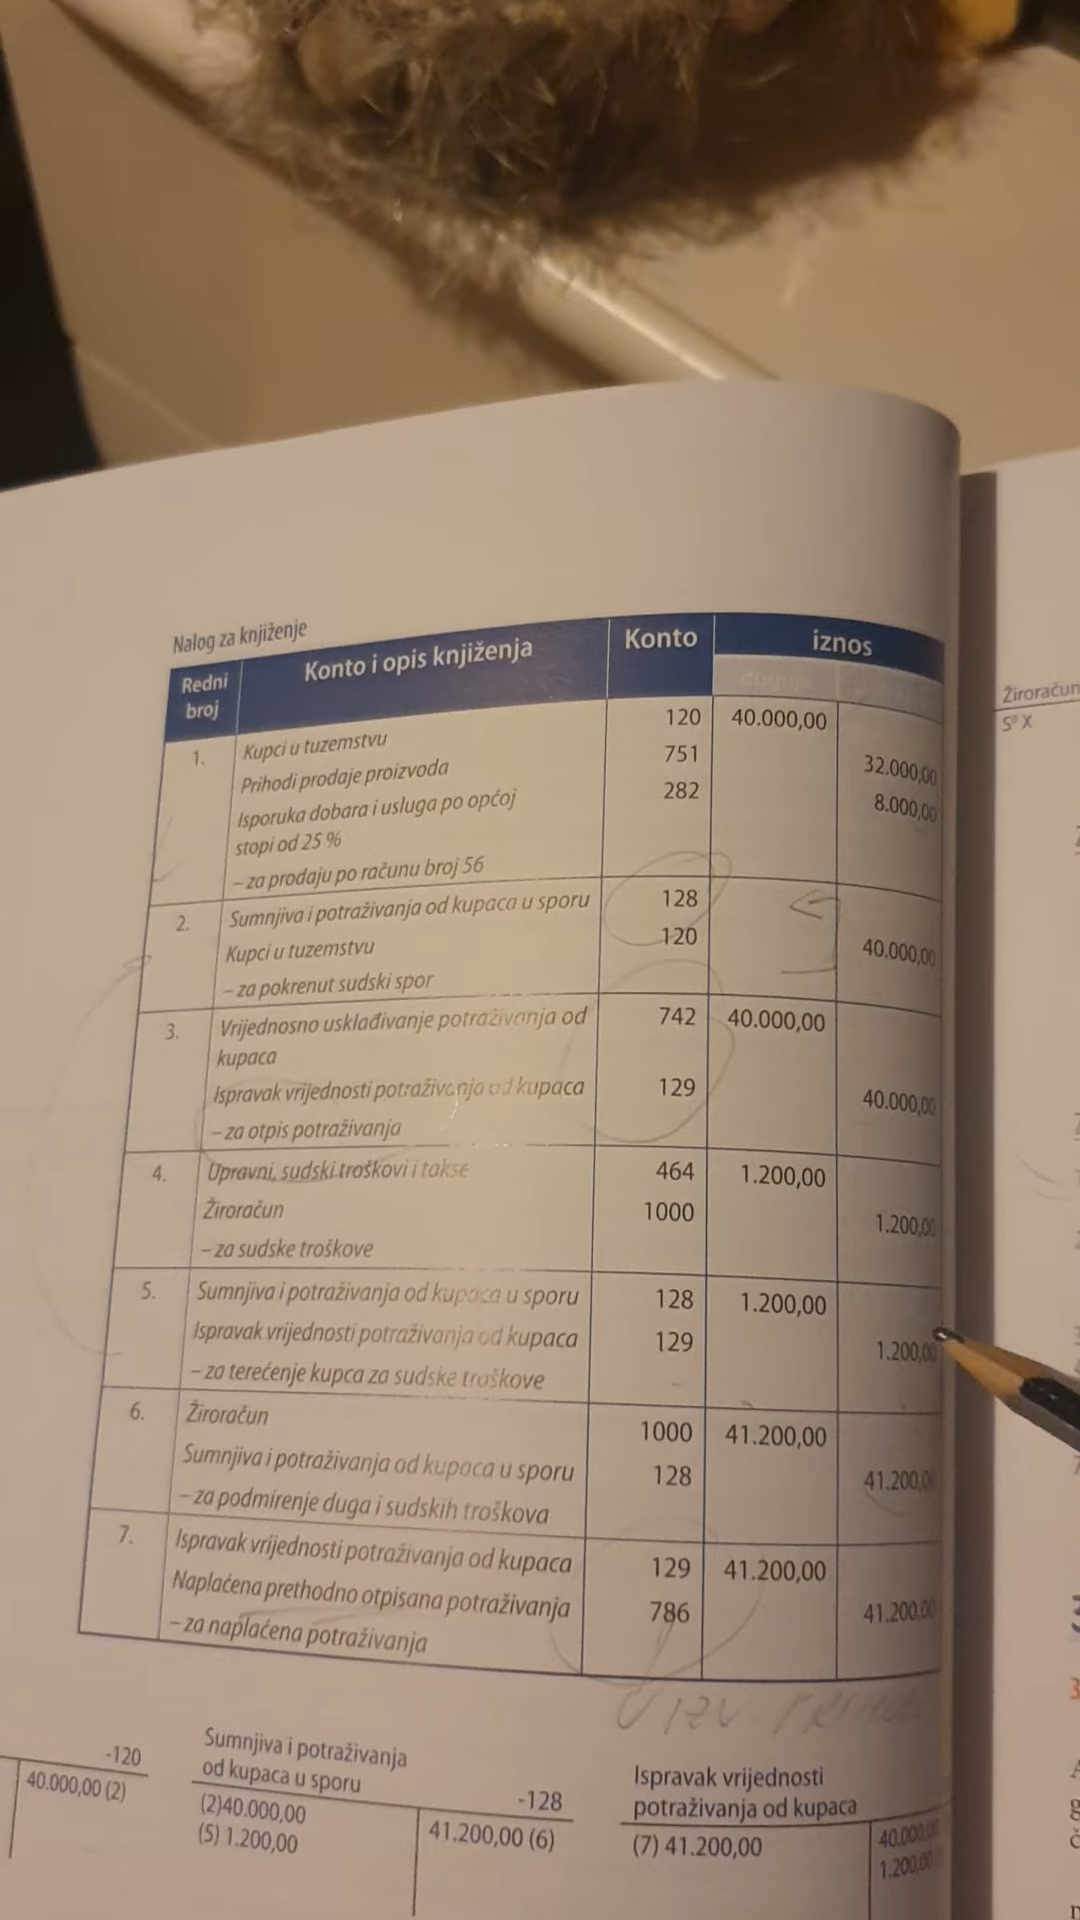 Nalog za knjiženje
Redni broj Konto i opis knjiženja Konto iznos
duguje
1. Kupci u tuzemstvu 120 40.000,00
Prihodi prodaje proizvoda 751 32.000,00
Isporuka dobara i usluga po općoj 282 8.000,00
stopi od 25 %
– za prodaju po računu broj 56
2. Sumnjiva i potraživanja od kupaca u sporu 128
Kupci u tuzemstvu 120 40.000,00
– za pokrenut sudski spor
3. Vrijednosno usklađivanje potraživanja od 742 40.000,00
kupaca
Ispravak vrijednosti potraživanja od kupaca 129 40.000,00
– za otpis potraživanja
4. Upravni, sudski troškovi i takse 464 1.200,00
Žiroračun 1000 1.200,00
– za sudske troškove
5. Sumnjiva i potraživanja od kupaca u sporu 128 1.200,00
Ispravak vrijednosti potraživanja od kupaca 129 1.200,00
– za terećenje kupca za sudske troškove
6. Žiroračun 1000 41.200,00
Sumnjiva i potraživanja od kupaca u sporu 128 41.200,00
– za podmirenje duga i sudskih troškova
7. Ispravak vrijednosti potraživanja od kupaca 129 41.200,00
Naplaćena prethodno otpisana potraživanja 786 41.200,00
– za naplaćena potraživanja
-120
40.000,00 (2)
Sumnjiva i potraživanja
od kupaca u sporu -128
(2)40.000,00 41.200,00 (6)
(5) 1.200,00
Ispravak vrijednosti
potraživanja od kupaca
(7) 41.200,00 40.000,00
1.200,00
Žiroračun
S° X